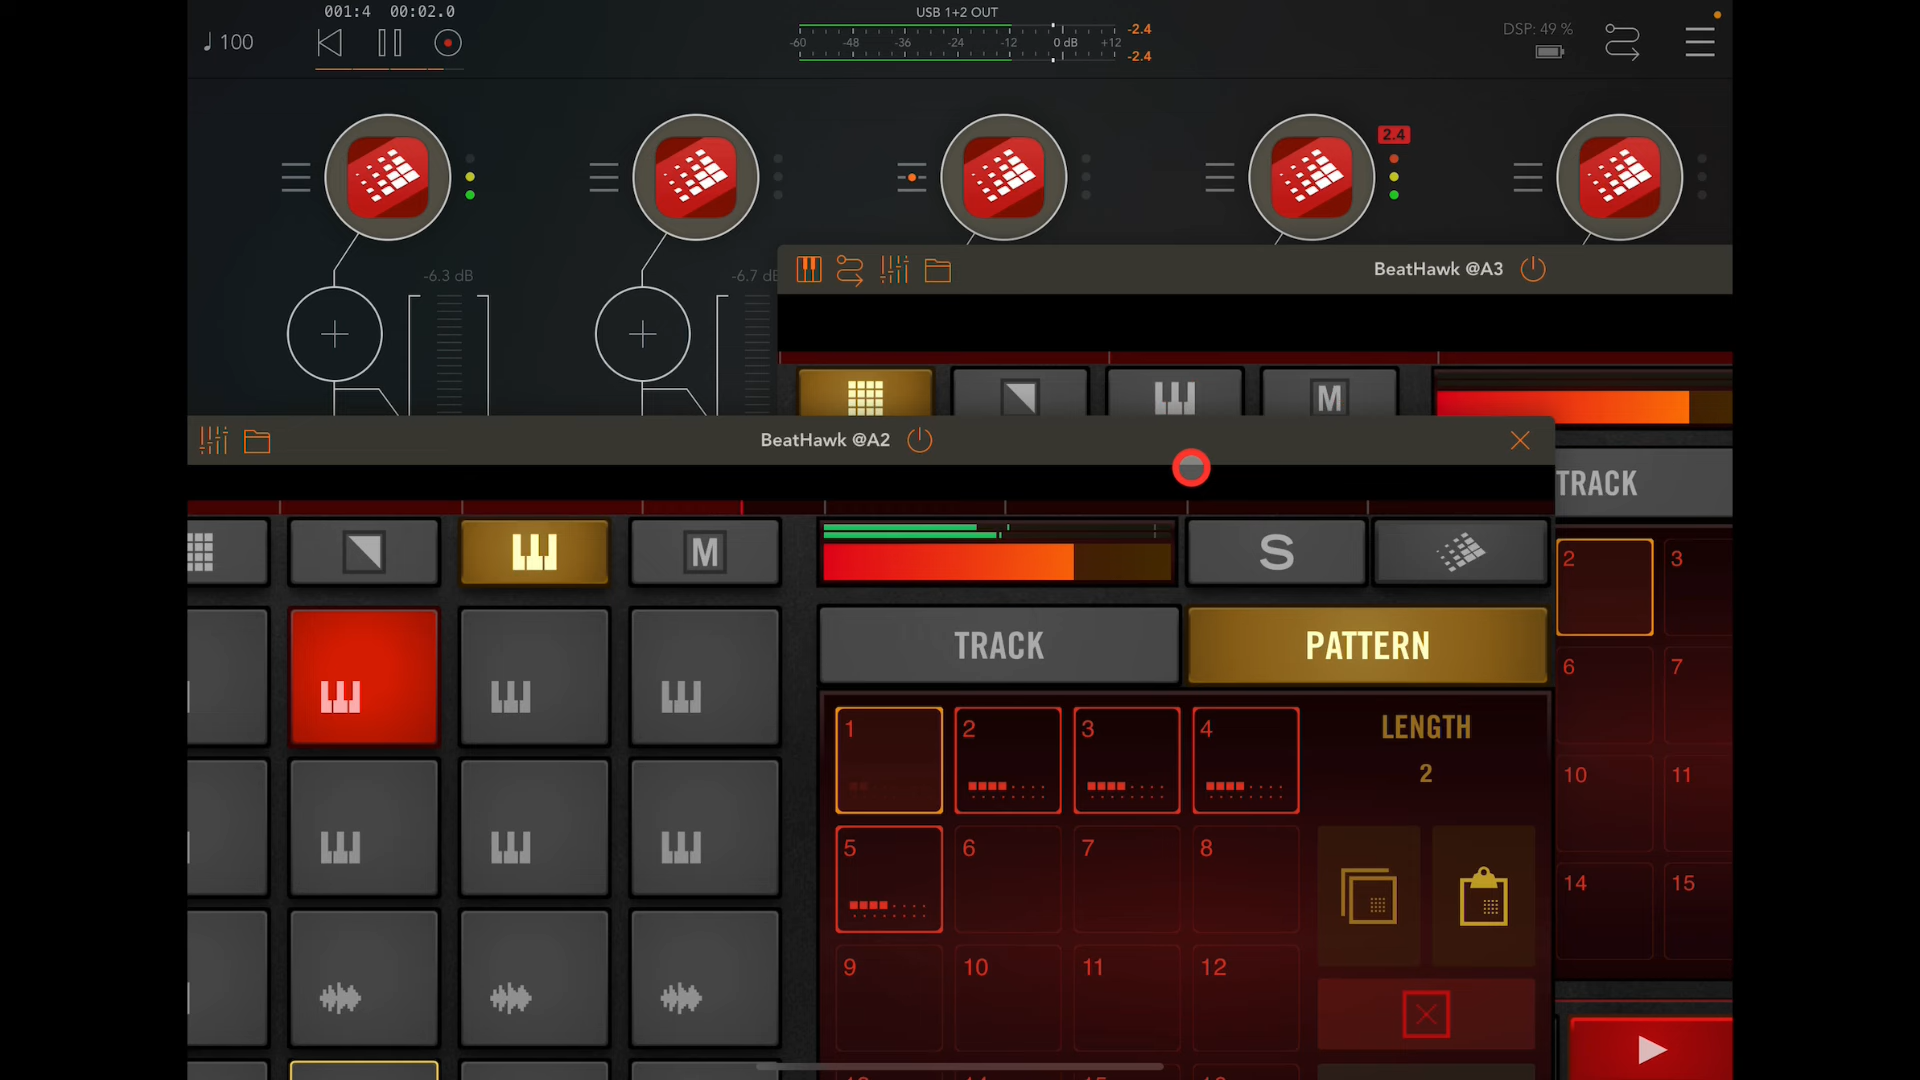 001:4 00:02.0
USB 1+2 OUT
♩ 100
-60 -48 -36 -24 -12 0 dB +12
-2.4
-2.4
DSP: 49 %
2.4
-6.3 dB
-6.7 dB
BeatHawk @A3
M
BeatHawk @A2
TRACK
M
S
2 3
TRACK
PATTERN
6 7
1 2 3 4
LENGTH
2
10 11
5 6 7 8
14 15
9 10 11 12